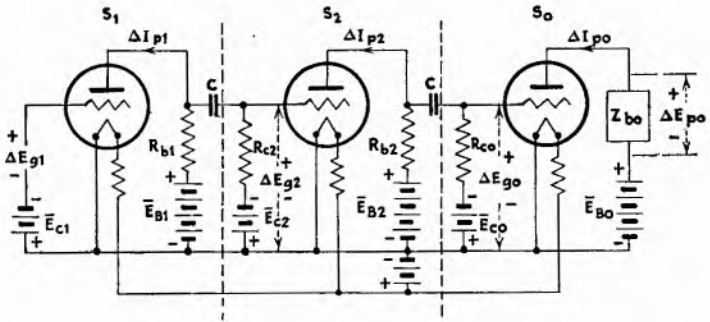 S1 S2 So
ΔIp1 ΔIp2 ΔIpo
C C
+ ΔEg1 -
Rb1 Rc2 Rb2 Rco
Zbo
+ ΔEpo -
+ ΔEg2 -
+ ΔEgo -
- Ēc1 +
+ ĒB1 -
- Ēc2 +
+ ĒB2 -
- Ēco +
+ ĒBo -
- +